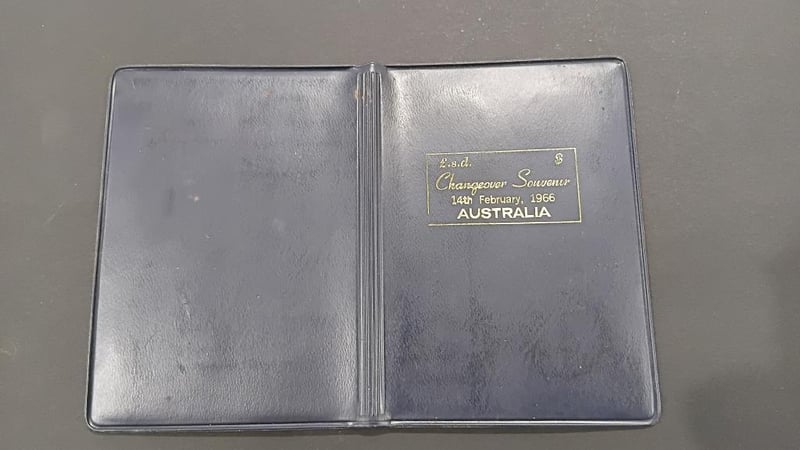 £.s.d. $
Changeover Souvenir
14th February, 1966
AUSTRALIA